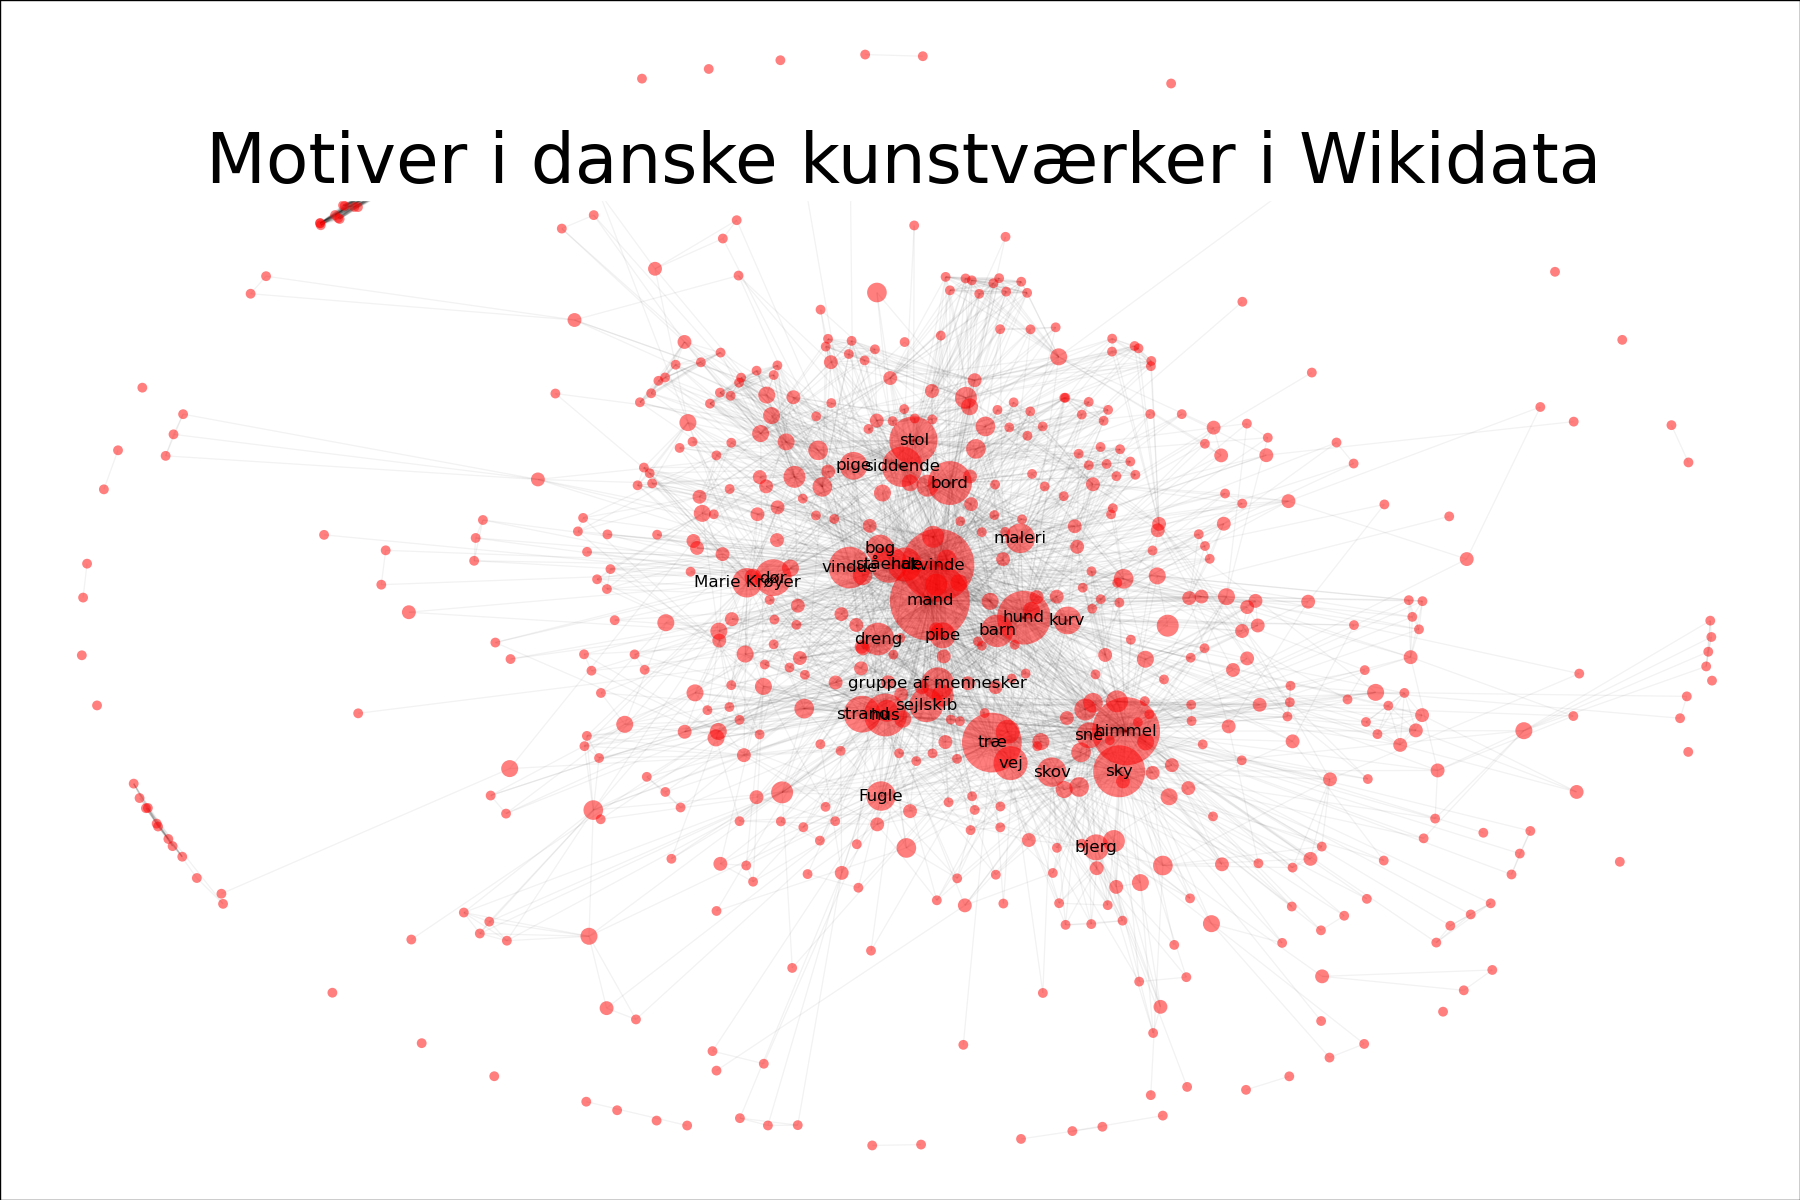 Motiver i danske kunstværker i Wikidata
stol
pige
siddende
bord
maleri
bog
vindue
stående
kvinde
Marie Krøyer
dør
mand
hund
kurv
barn
pibe
dreng
gruppe af mennesker
sejlskib
strand
hus
træ
sne
himmel
vej
skov
sky
Fugle
bjerg